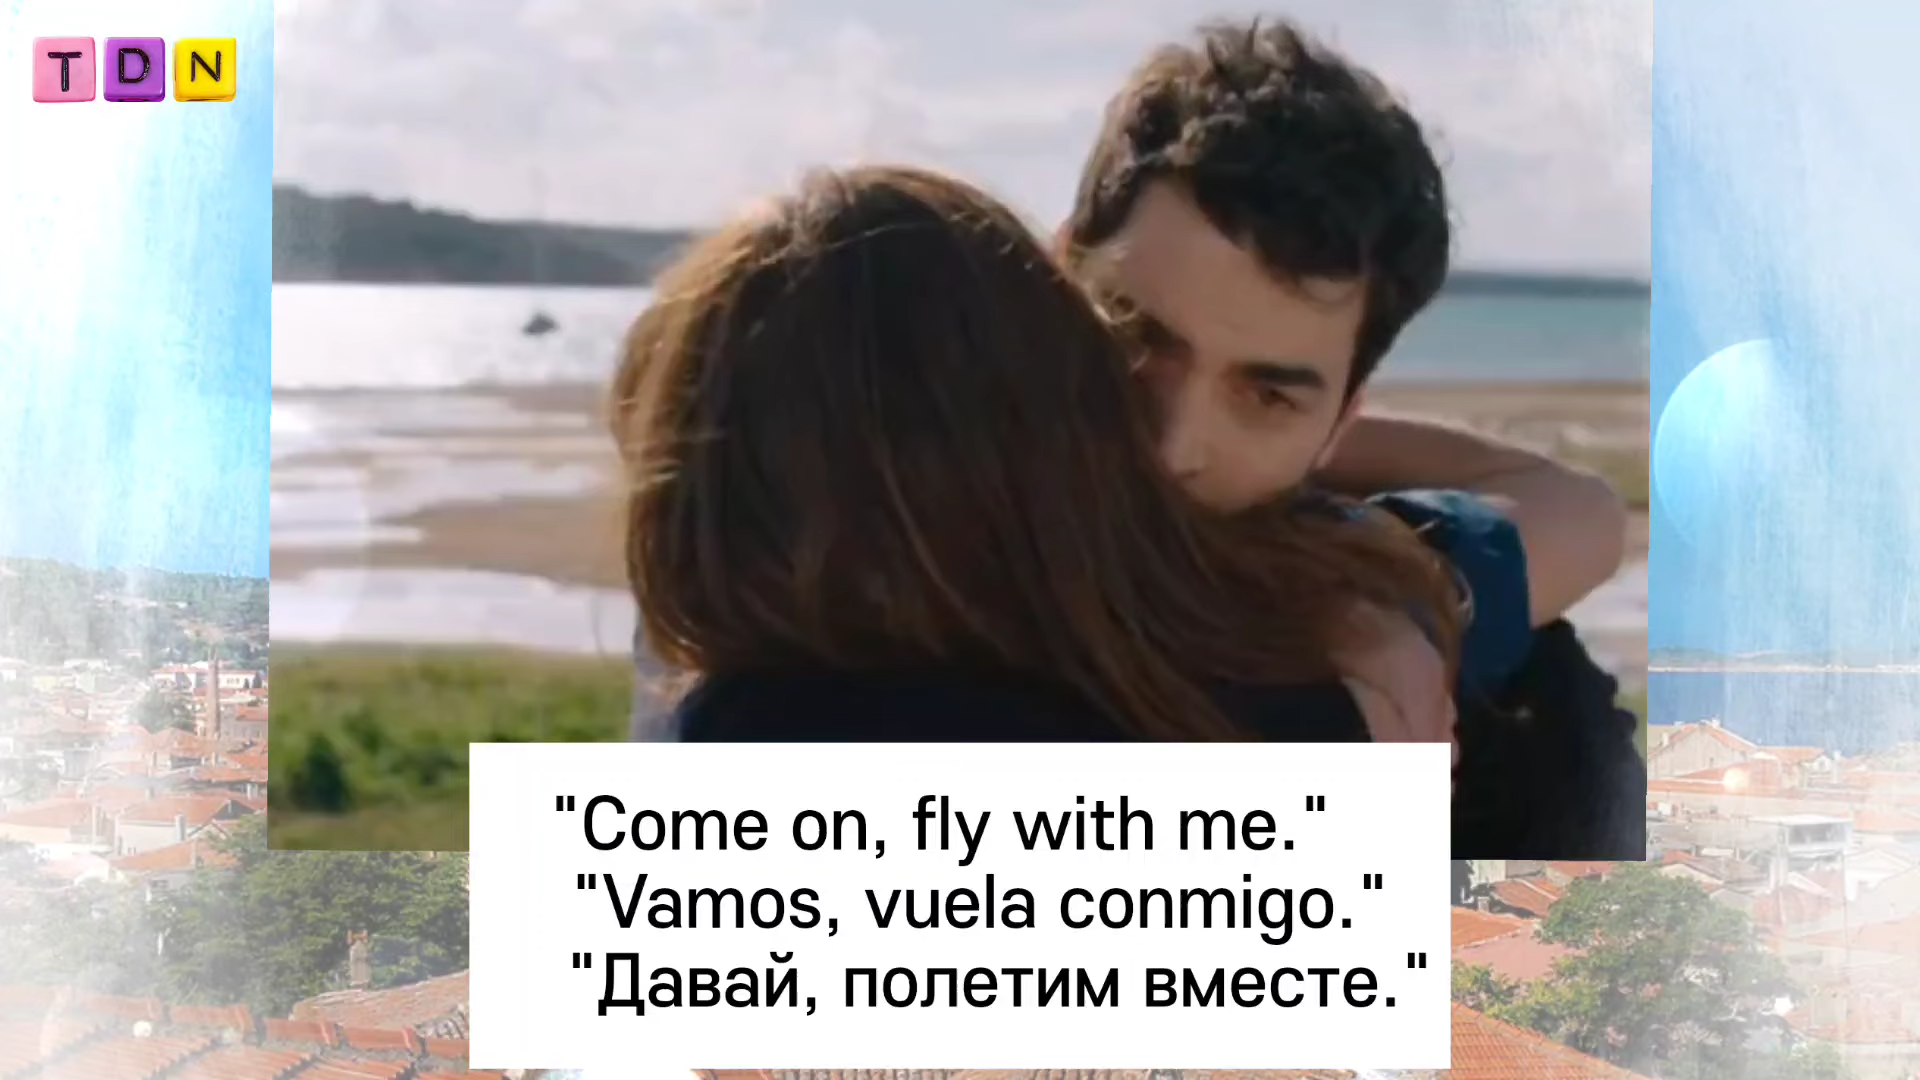 TDN
"Come on, fly with me."
"Vamos, vuela conmigo."
"Давай, полетим вместе."